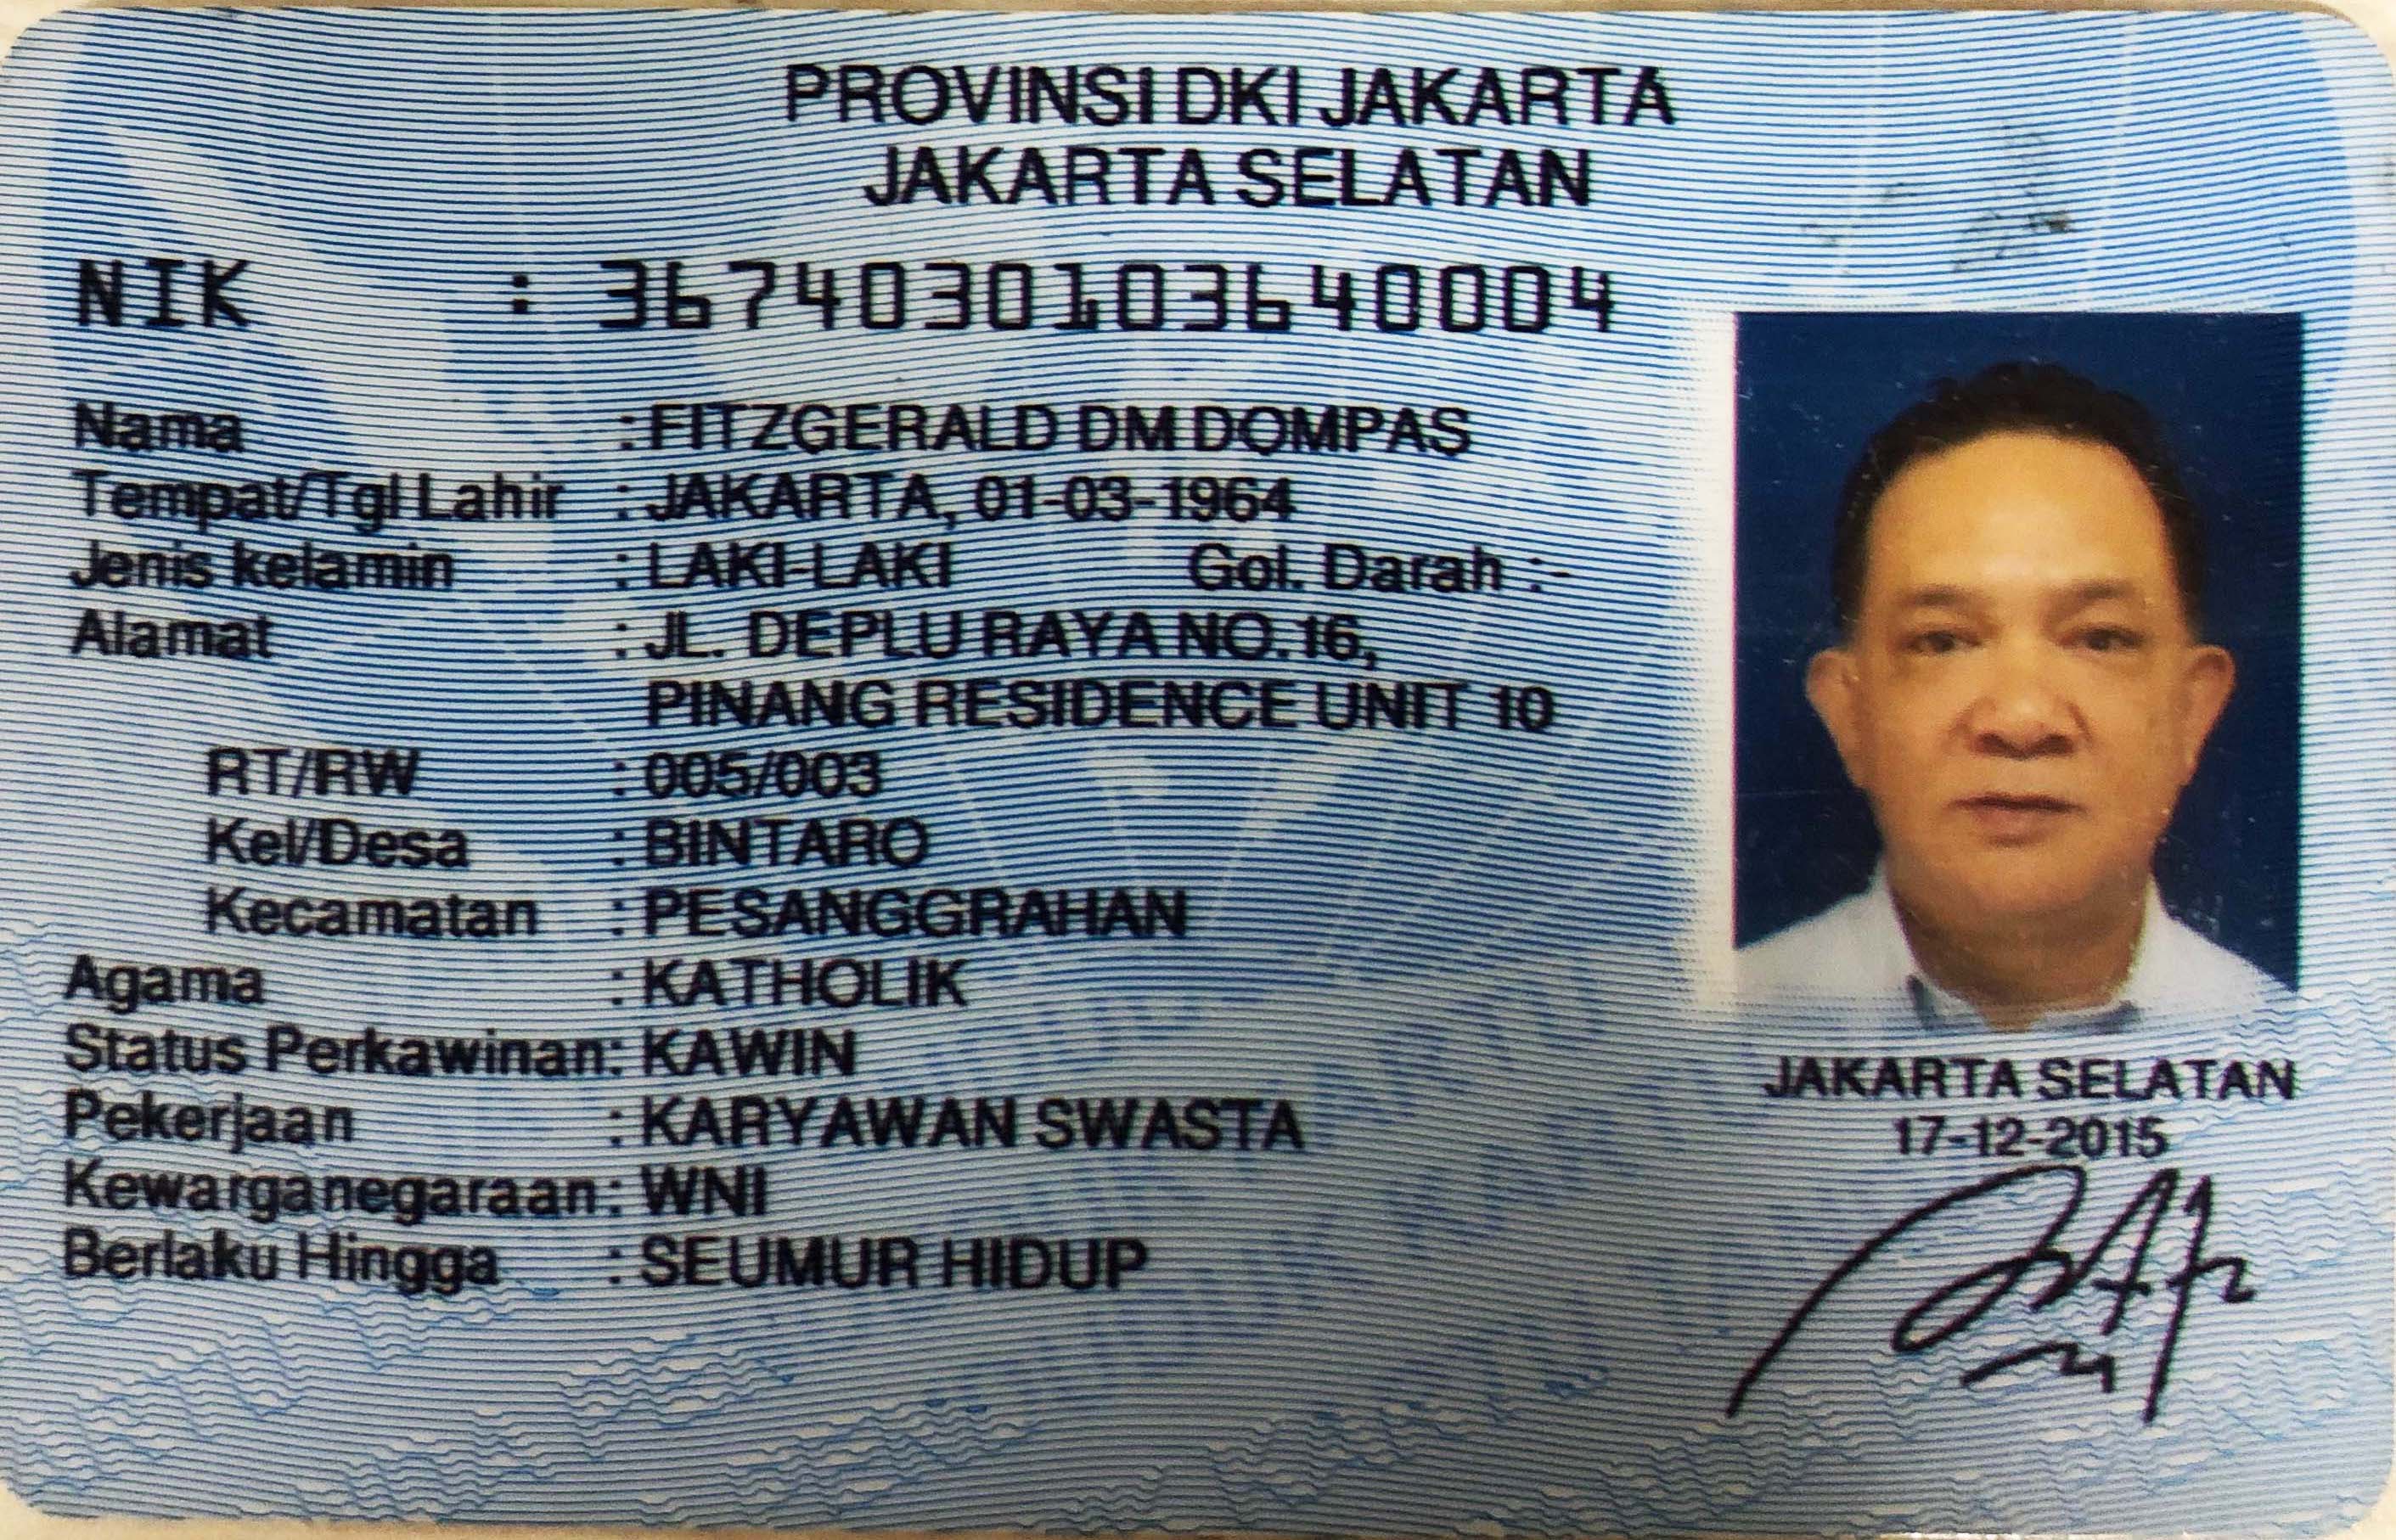 PROVINSI DKI JAKARTA
JAKARTA SELATAN
NIK : 3674030103640004
Nama : FITZGERALD DM DOMPAS
Tempat/Tgl Lahir : JAKARTA, 01-03-1964
Jenis kelamin : LAKI-LAKI Gol. Darah :-
Alamat : JL. DEPLU RAYA NO.16,
PINANG RESIDENCE UNIT 10
RT/RW : 005/003
Kel/Desa : BINTARO
Kecamatan : PESANGGRAHAN
Agama : KATHOLIK
Status Perkawinan: KAWIN
Pekerjaan : KARYAWAN SWASTA
Kewarganegaraan: WNI
Berlaku Hingga : SEUMUR HIDUP
JAKARTA SELATAN
17-12-2015